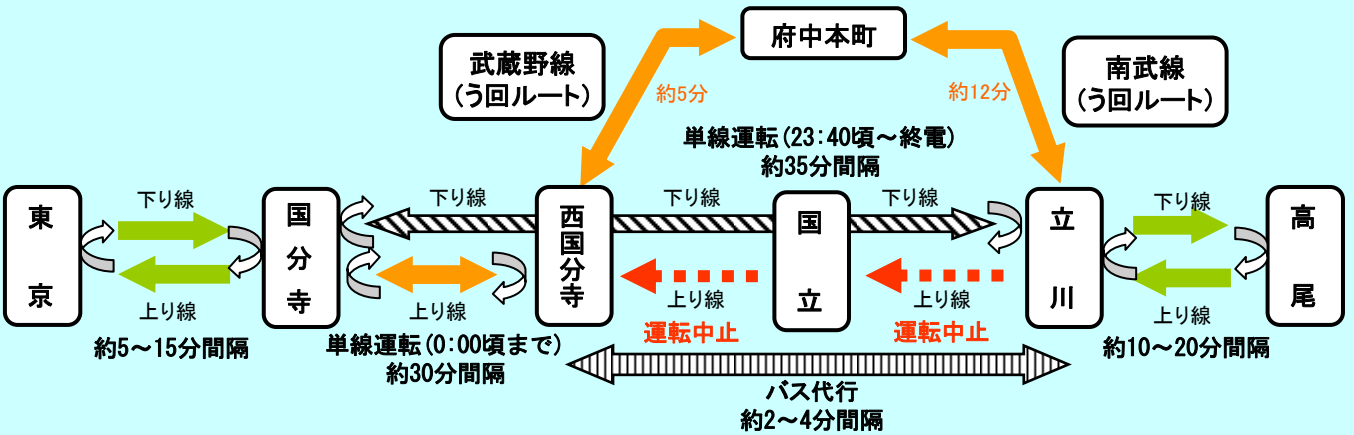 府中本町
武蔵野線
(う回ルート)
南武線
(う回ルート)
約5分
約12分
単線運転(23:40頃～終電)
約35分間隔
下り線
下り線
下り線
下り線
下り線
東京
国分寺
西国分寺
国立
立川
高尾
上り線
上り線
上り線
上り線
上り線
運転中止
運転中止
約5～15分間隔
単線運転(0:00頃まで)
約30分間隔
約10～20分間隔
バス代行
約2～4分間隔